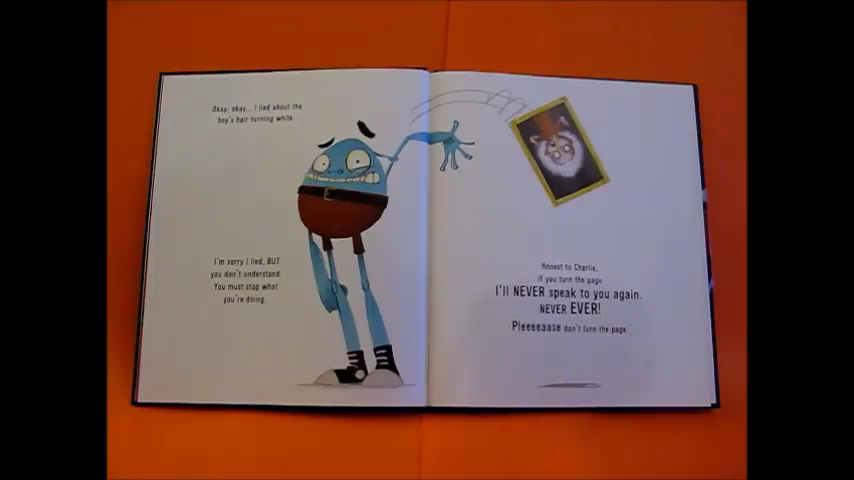 Okay, okay... I lied about the
boy's hair turning white.
I'm sorry I lied, BUT
you don't understand.
You must stop what
you're doing.
Honest to Charlie,
if you turn the page
I'll NEVER speak to you again.
NEVER EVER!
Pleeeeaase don't turn the page.